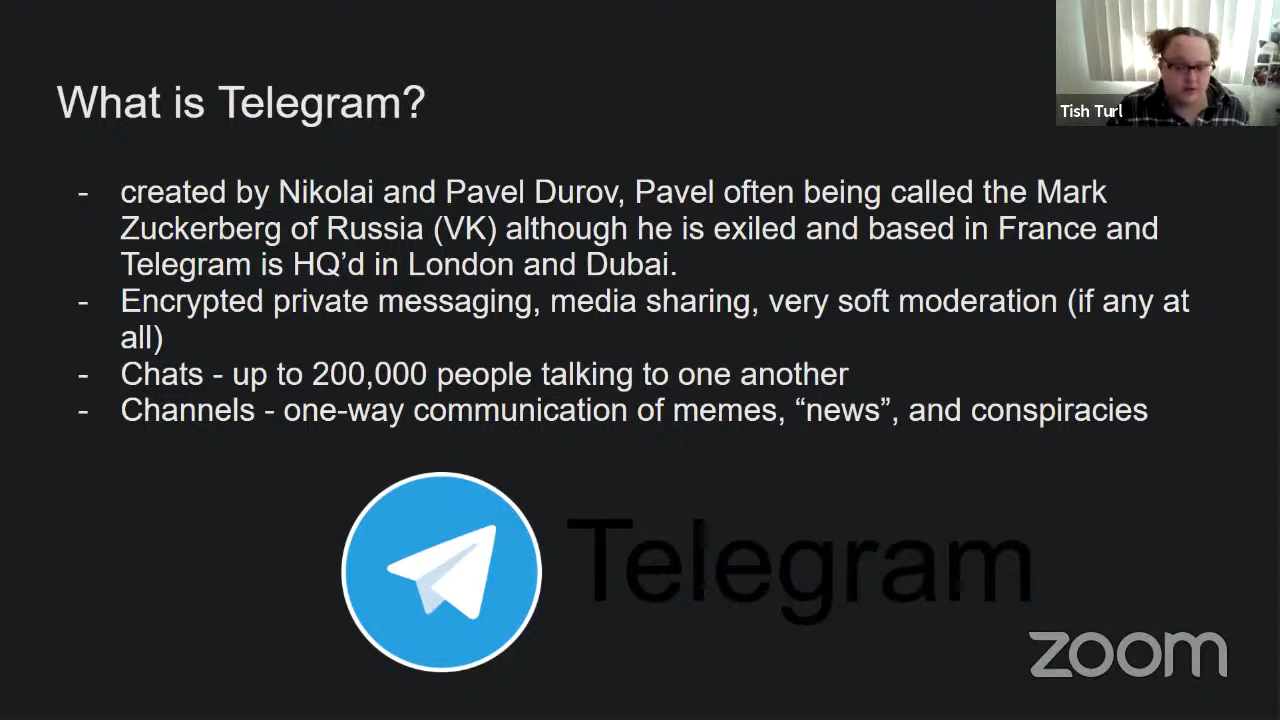 What is Telegram?
Tish Turl
- created by Nikolai and Pavel Durov, Pavel often being called the Mark
Zuckerberg of Russia (VK) although he is exiled and based in France and
Telegram is HQ’d in London and Dubai.
- Encrypted private messaging, media sharing, very soft moderation (if any at
all)
- Chats - up to 200,000 people talking to one another
- Channels - one-way communication of memes, “news”, and conspiracies
Telegram
zoom